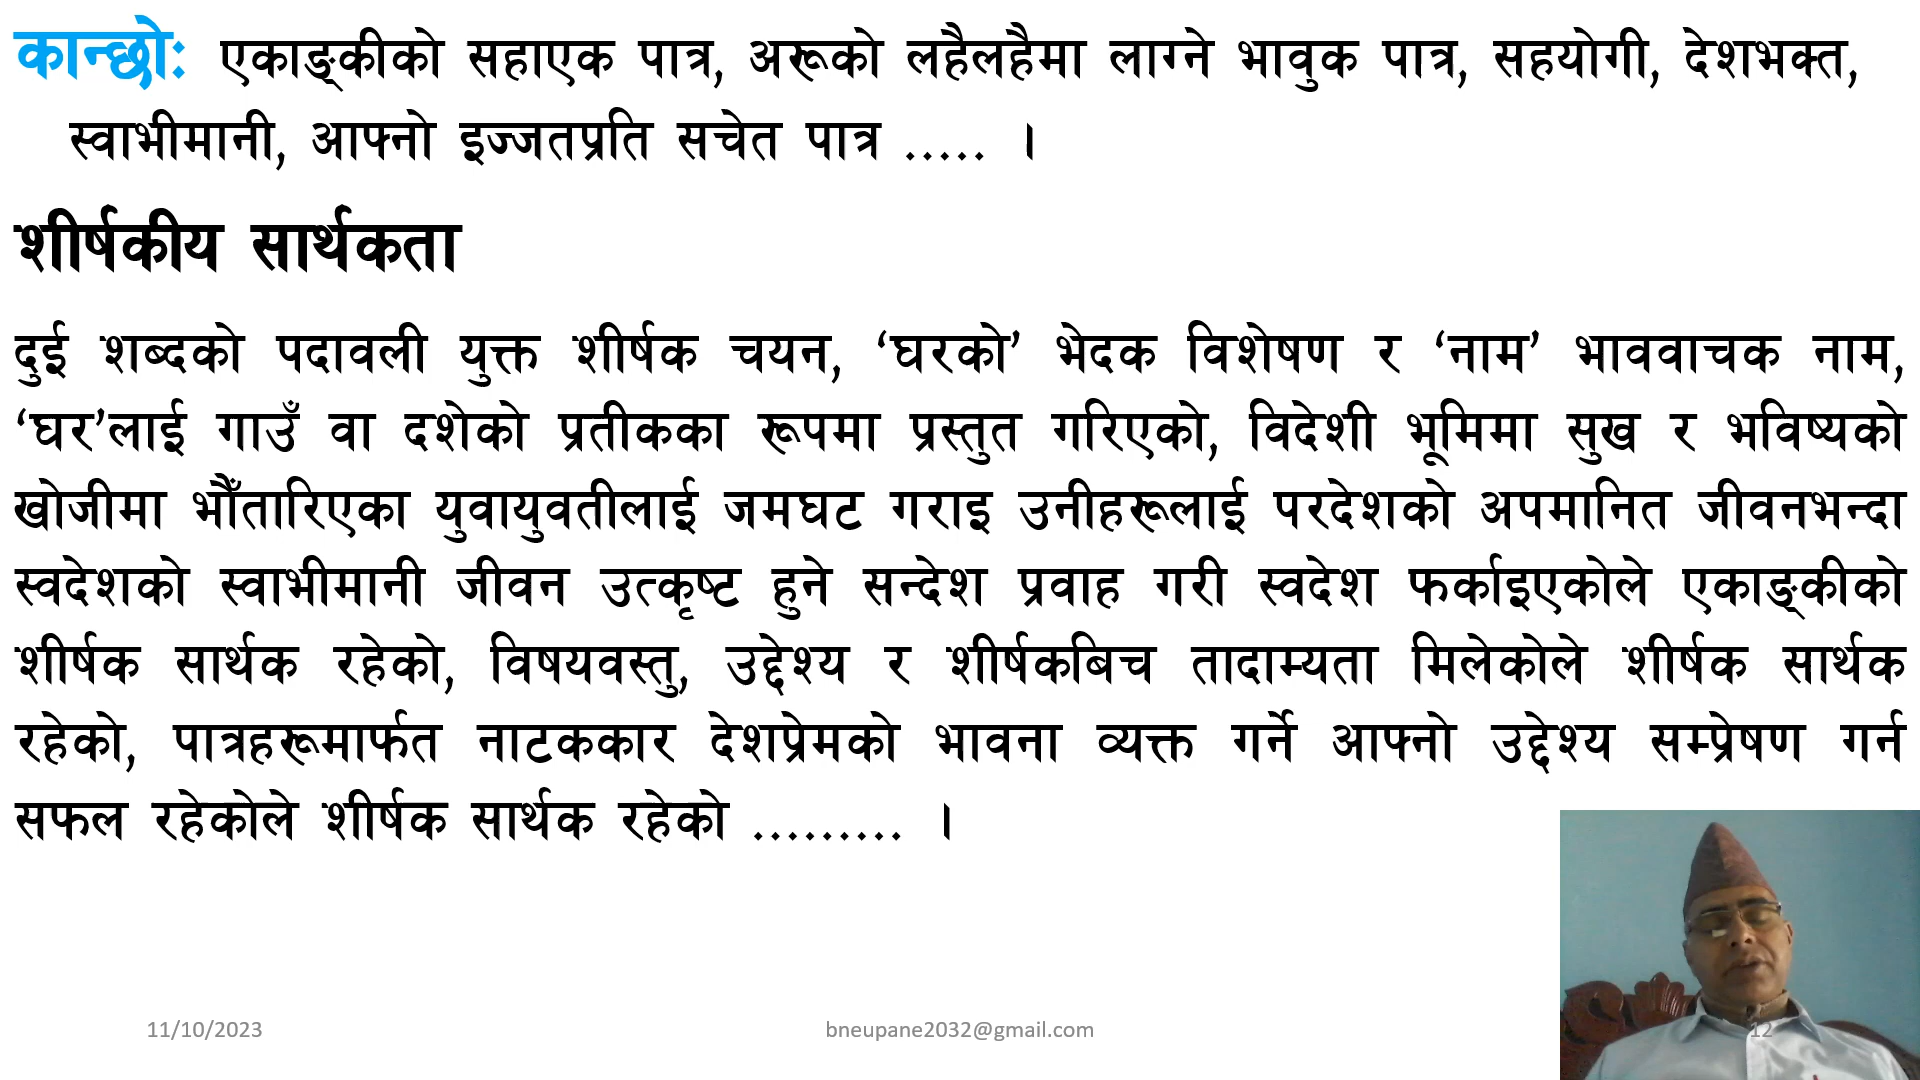 कान्छोः एकाङ्कीको सहाएक पात्र, अरूको लहैलहैमा लाग्ने भावुक पात्र, सहयोगी, देशभक्त,
स्वाभीमानी, आफ्नो इज्जतप्रति सचेत पात्र ..... ।
शीर्षकीय सार्थकता
दुई शब्दको पदावली युक्त शीर्षक चयन, ‘घरको’ भेदक विशेषण र ‘नाम’ भाववाचक नाम,
‘घर’लाई गाउँ वा दशेको प्रतीकका रूपमा प्रस्तुत गरिएको, विदेशी भूमिमा सुख र भविष्यको
खोजीमा भौँतारिएका युवायुवतीलाई जमघट गराइ उनीहरूलाई परदेशको अपमानित जीवनभन्दा
स्वदेशको स्वाभीमानी जीवन उत्कृष्ट हुने सन्देश प्रवाह गरी स्वदेश फर्काइएकोले एकाङ्कीको
शीर्षक सार्थक रहेको, विषयवस्तु, उद्देश्य र शीर्षकबिच तादाम्यता मिलेकोले शीर्षक सार्थक
रहेको, पात्रहरूमार्फत नाटककार देशप्रेमको भावना व्यक्त गर्ने आफ्नो उद्देश्य सम्प्रेषण गर्न
सफल रहेकोले शीर्षक सार्थक रहेको ......... ।
11/10/2023 bneupane2032@gmail.com 12